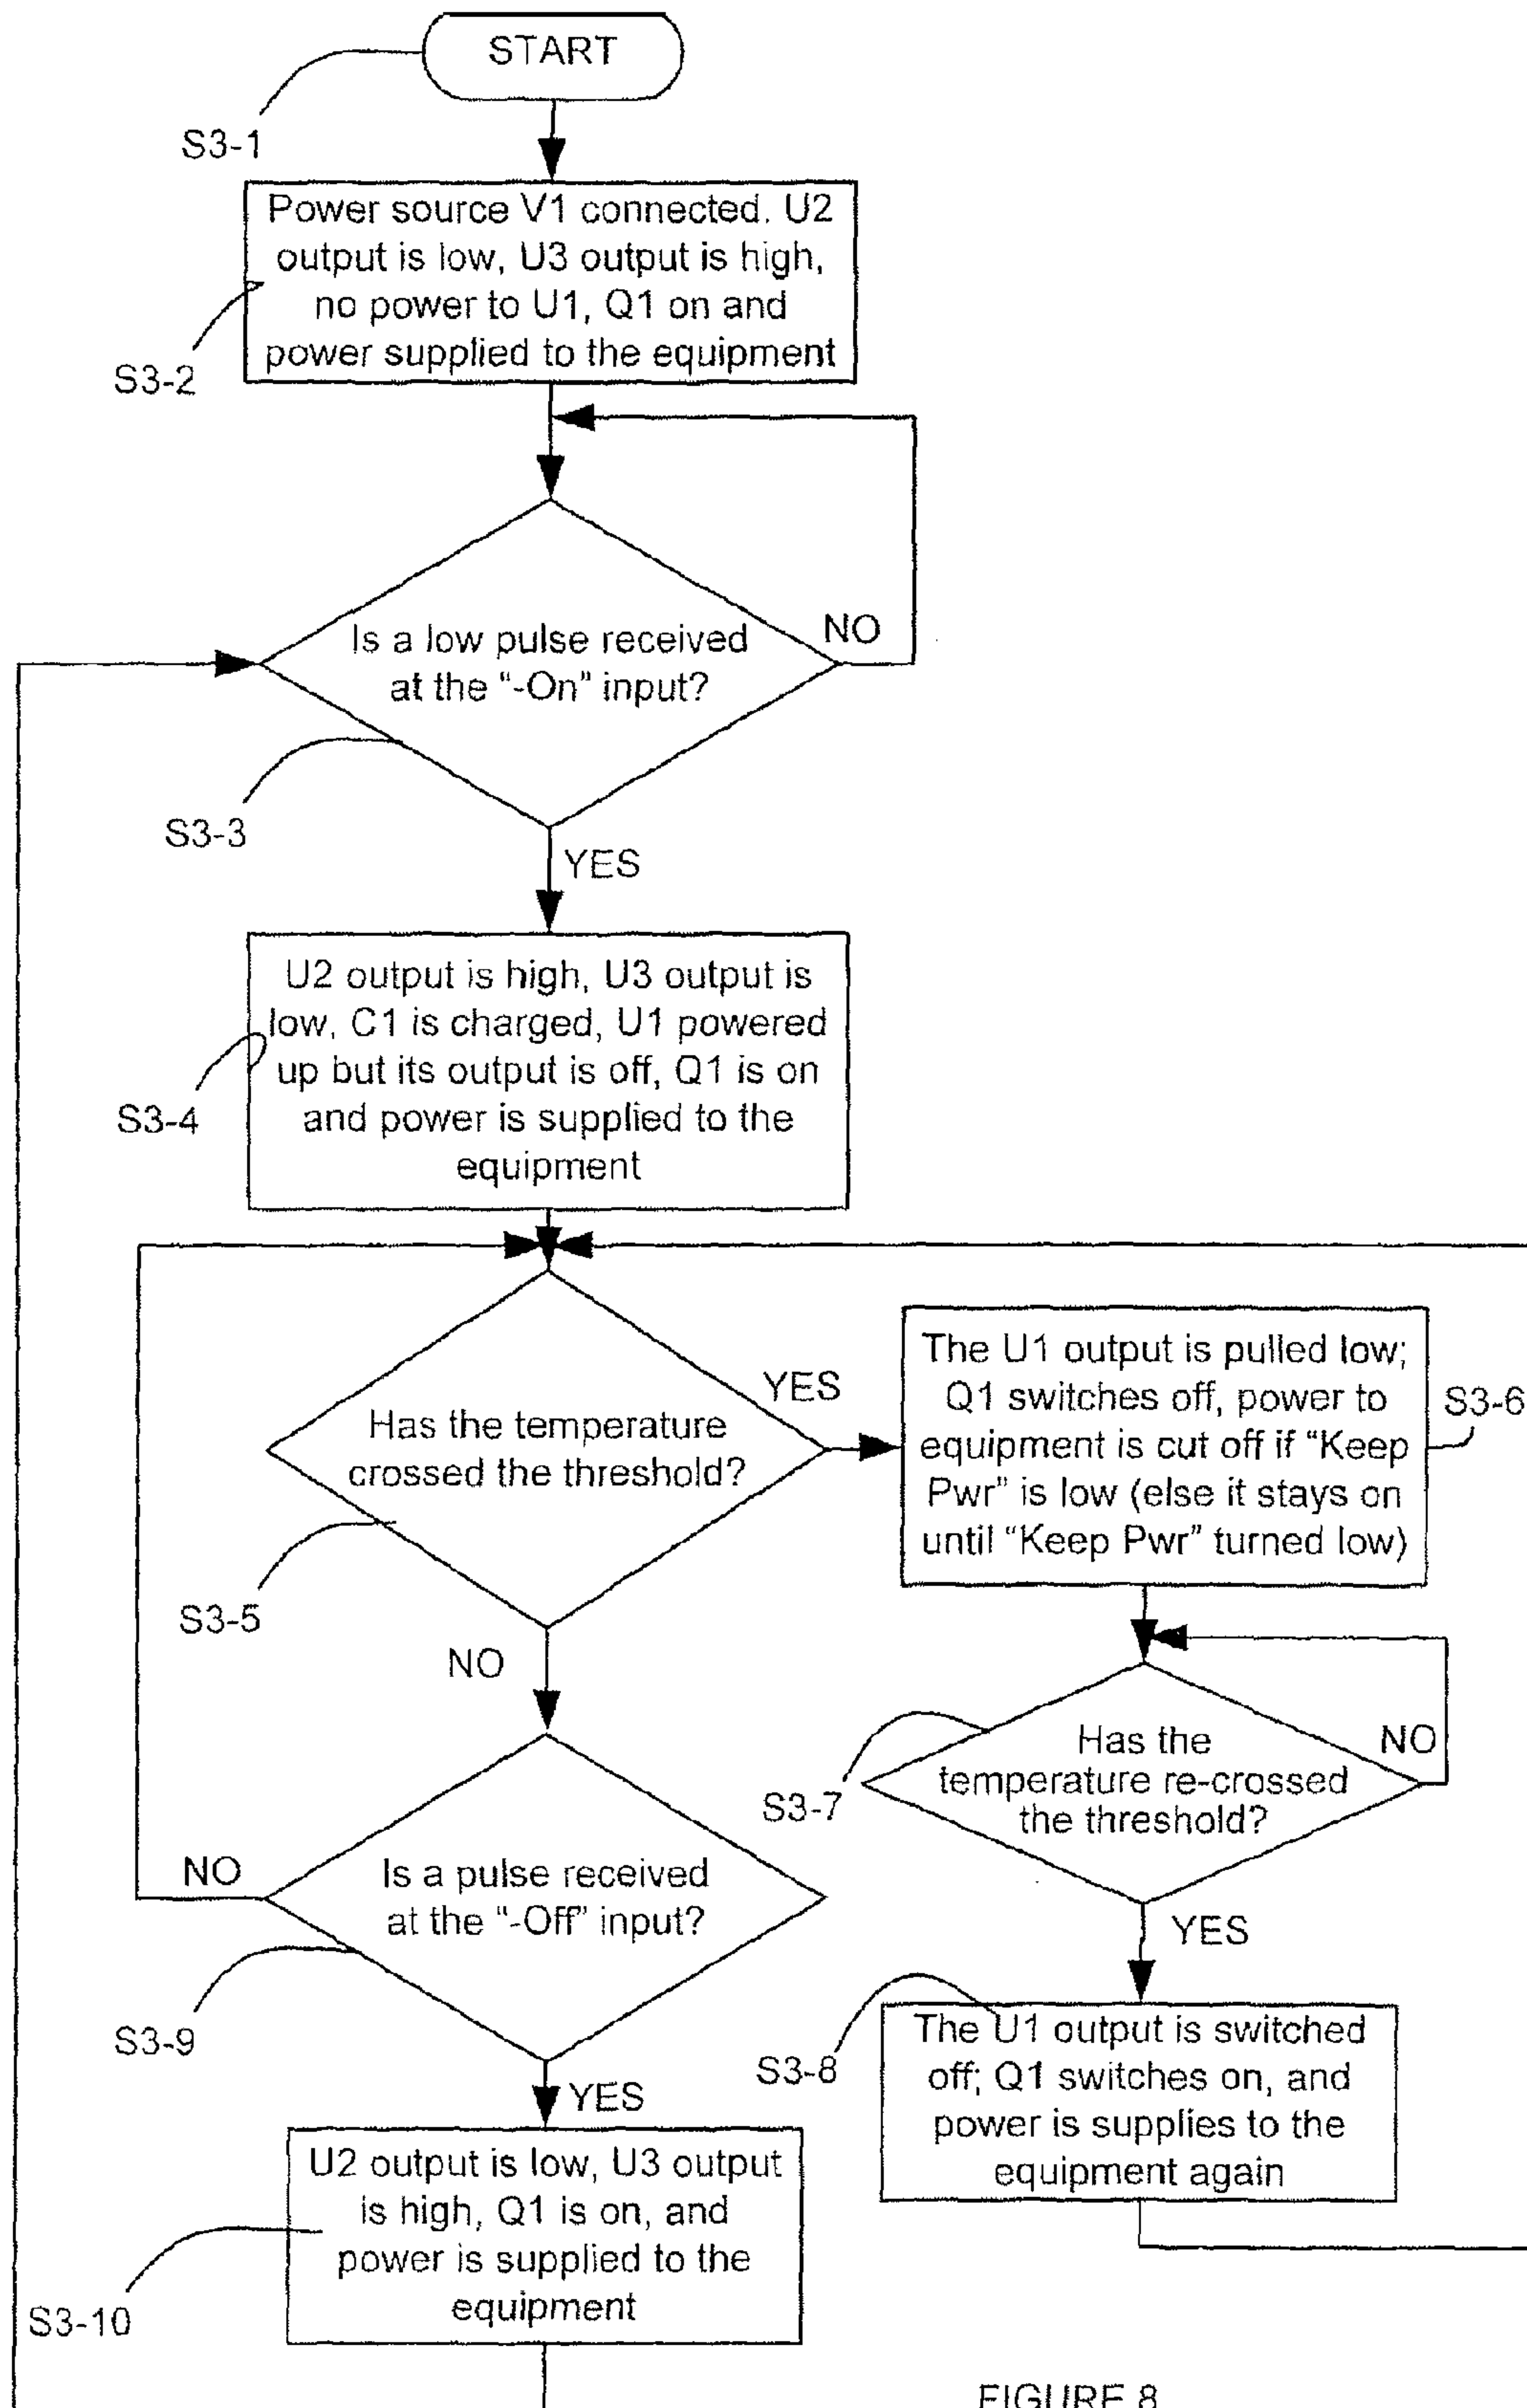 START
S3-1
Power source V1 connected. U2
output is low, U3 output is high,
no power to U1, Q1 on and
power supplied to the equipment
S3-2
NO
Is a low pulse received
at the "-On" input?
S3-3
YES
U2 output is high, U3 output is
low, C1 is charged, U1 powered
up but its output is off, Q1 is on
and power is supplied to the
equipment
S3-4
Has the temperature
crossed the threshold?
YES
S3-5
NO
The U1 output is pulled low;
Q1 switches off, power to
equipment is cut off if "Keep
Pwr" is low (else it stays on
until "Keep Pwr" turned low)
S3-6
Has the
temperature re-crossed
the threshold?
NO
S3-7
YES
The U1 output is switched
off; Q1 switches on, and
power is supplies to the
equipment again
S3-8
NO
Is a pulse received
at the "-Off" input?
S3-9
YES
U2 output is low, U3 output
is high, Q1 is on, and
power is supplied to the
equipment
S3-10
FIGURE 8